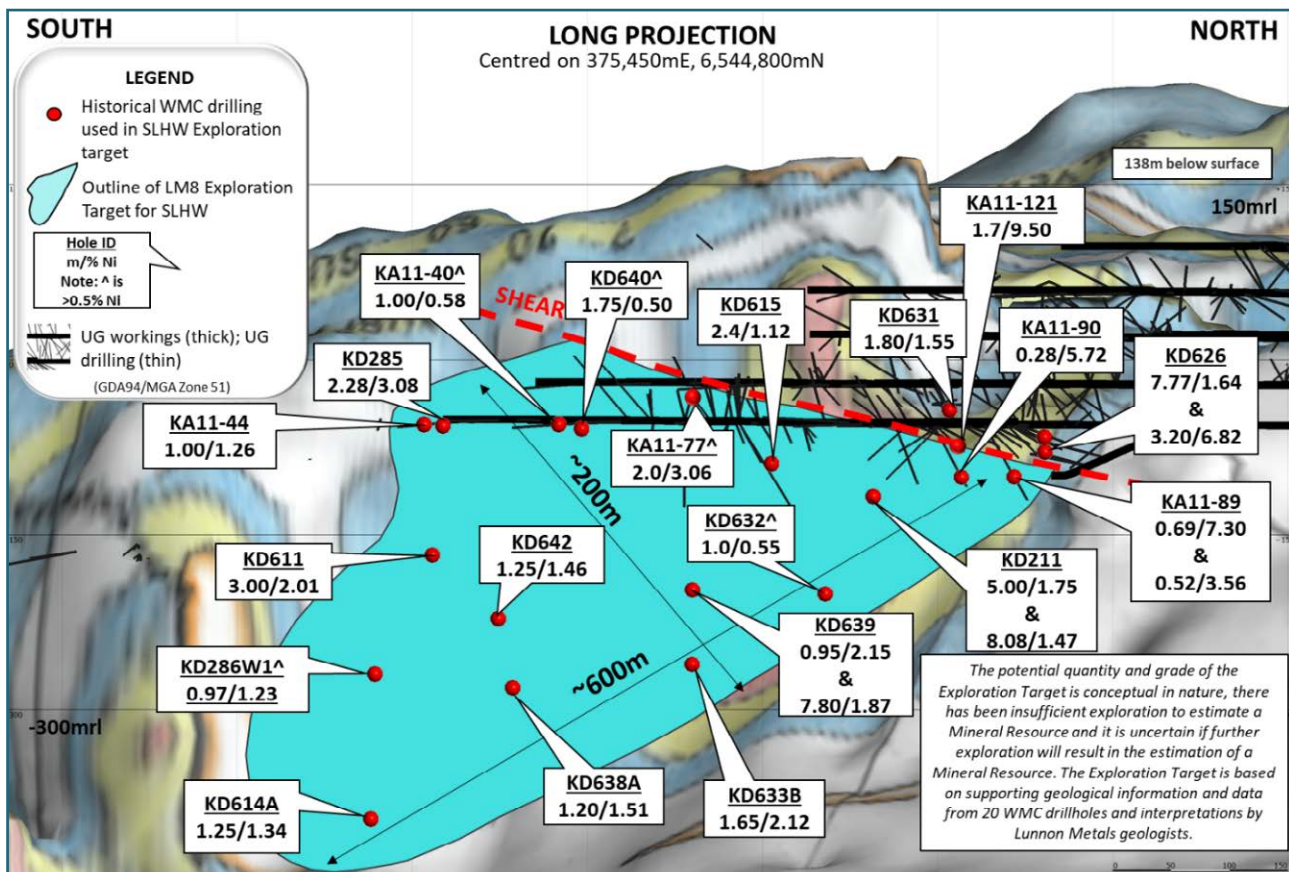 SOUTH
LONG PROJECTION
NORTH
Centred on 375,450mE, 6,544,800mN
LEGEND
Historical WMC drilling
used in SLHW Exploration
target
Outline of LM8 Exploration
Target for SLHW
Hole ID
m/% Ni
Note: ^ is
>0.5% Ni
UG workings (thick); UG
drilling (thin)
(GDA94/MGA Zone 51)
138m below surface
150mrl
KA11-121
1.7/9.50
KA11-40^
1.00/0.58
KD640^
1.75/0.50
SHEAR
KD615
2.4/1.12
KD631
1.80/1.55
KA11-90
0.28/5.72
KD626
7.77/1.64
&
3.20/6.82
KD285
2.28/3.08
KA11-44
1.00/1.26
KA11-77^
2.0/3.06
~200m
KA11-89
0.69/7.30
&
0.52/3.56
KD611
3.00/2.01
KD642
1.25/1.46
KD632^
1.0/0.55
KD211
5.00/1.75
&
8.08/1.47
KD639
0.95/2.15
&
7.80/1.87
KD286W1^
0.97/1.23
~600m
-300mrl
KD638A
1.20/1.51
KD633B
1.65/2.12
KD614A
1.25/1.34
The potential quantity and grade of the
Exploration Target is conceptual in nature, there
has been insufficient exploration to estimate a
Mineral Resource and it is uncertain if further
exploration will result in the estimation of a
Mineral Resource. The Exploration Target is based
on supporting geological information and data
from 20 WMC drillholes and interpretations by
Lunnon Metals geologists.
0 50 100 150